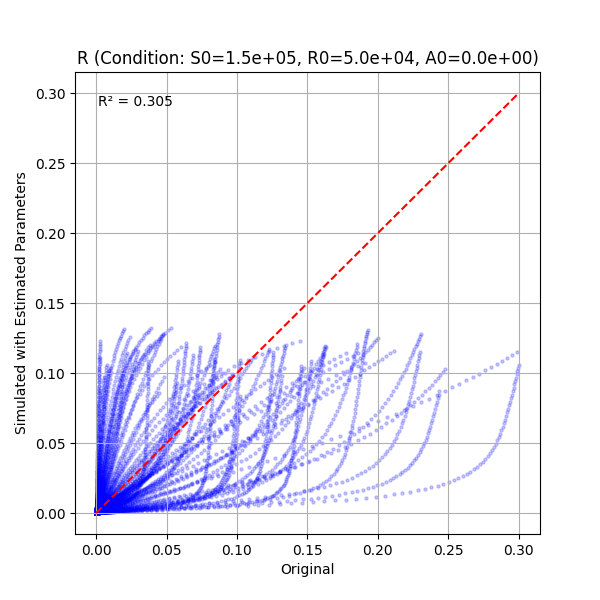 R (Condition: S0=1.5e+05, R0=5.0e+04, A0=0.0e+00)
R² = 0.305
Simulated with Estimated Parameters
0.30
0.25
0.20
0.15
0.10
0.05
0.00
0.00 0.05 0.10 0.15 0.20 0.25 0.30
Original